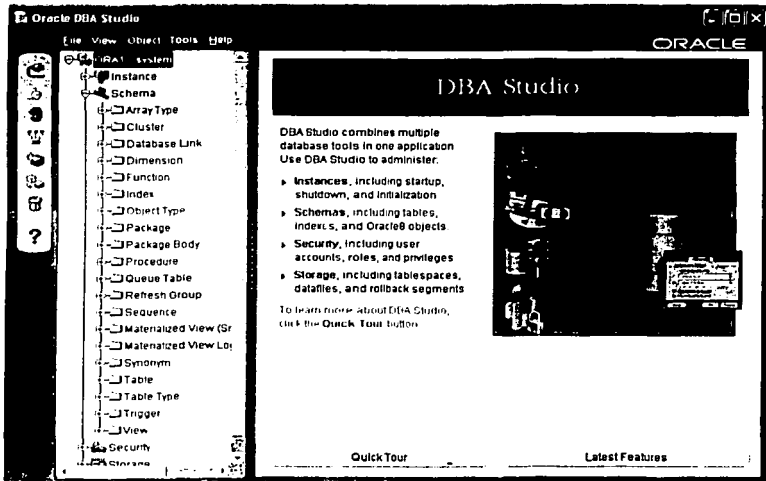 Oracle DBA Studio
File View Object Tools Help
ORACLE
ORA1 system
Instance
Schema
Array Type
Cluster
Database Link
Dimension
Function
Index
Object Type
Package
Package Body
Procedure
Queue Table
Refresh Group
Sequence
Materialized View (Sr
Materialized View Log
Synonym
Table
Table Type
Trigger
View
Security
Storage
DBA Studio
DBA Studio combines multiple
database tools in one application
Use DBA Studio to administer:
Instances, including startup,
shutdown, and initialization
Schemas, including tables,
indexes, and Oracle8 objects.
Security, including user
accounts, roles, and privileges
Storage, including tablespaces,
datafiles, and rollback segments
To learn more about DBA Studio,
click the Quick Tour button
Quick Tour
Latest Features
?